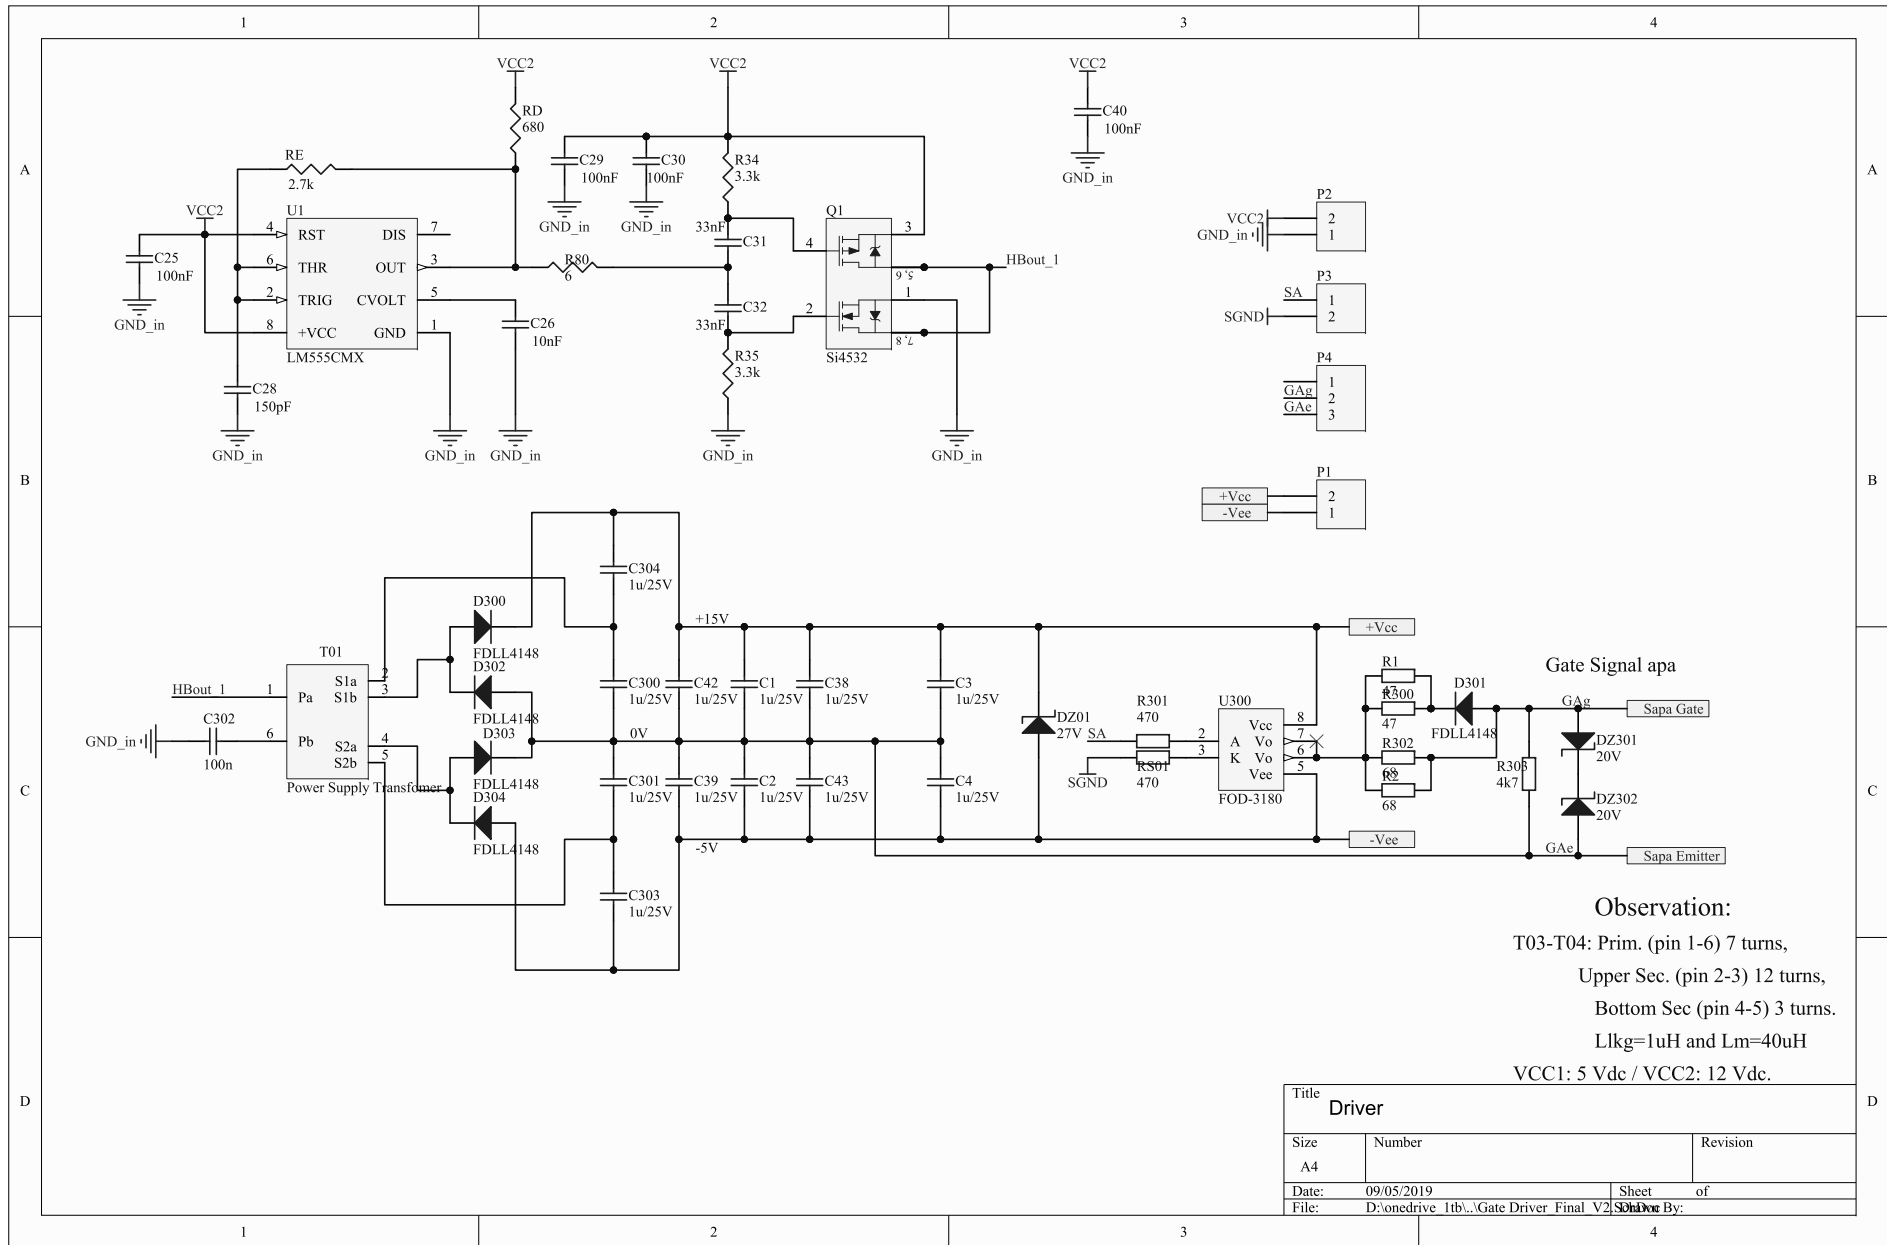 1 2 3 4
A
B
C
D
A
B
C
D
VCC2
RD
680
RE
2.7k
VCC2
C25
100nF
GND_in
U1
4 RST DIS 7
6 THR OUT 3
2 TRIG CVOLT 5
8 +VCC GND 1
LM555CMX
C28
150pF
GND_in
GND_in
C26
10nF
GND_in
R80
6
VCC2
C29
100nF
GND_in
C30
100nF
GND_in
R34
3.3k
33nF
C31
C32
33nF
R35
3.3k
GND_in
Q1
4
3
5, 6
1
2
7, 8
Si4532
HBout_1
GND_in
VCC2
C40
100nF
GND_in
P2
VCC2 2
GND_in 1
P3
SA 1
SGND 2
P4
1
GAg 2
GAe 3
P1
+Vcc 2
-Vee 1
T01
HBout_1 1 Pa
GND_in
C302
100n
6 Pb
S1a 2
S1b 3
S2a 4
S2b 5
Power Supply Transfomer
D300
FDLL4148
D302
FDLL4148
D303
FDLL4148
D304
FDLL4148
C304
1u/25V
C300
1u/25V
C301
1u/25V
C303
1u/25V
+15V
0V
-5V
C42
1u/25V
C39
1u/25V
C1
1u/25V
C2
1u/25V
C38
1u/25V
C43
1u/25V
C3
1u/25V
C4
1u/25V
DZ01
27V
SA
SGND
R301
470
RS01
470
U300
Vcc 8
2 A Vo 7
3 K Vo 6
Vee 5
FOD-3180
+Vcc
-Vee
R1
47
R300
47
R302
68
R2
68
D301
FDLL4148
R303
4k7
Gate Signal apa
GAg
Sapa Gate
DZ301
20V
DZ302
20V
GAe
Sapa Emitter
Observation:
T03-T04: Prim. (pin 1-6) 7 turns,
Upper Sec. (pin 2-3) 12 turns,
Bottom Sec (pin 4-5) 3 turns.
Llkg=1uH and Lm=40uH
VCC1: 5 Vdc / VCC2: 12 Vdc.
Title
Driver
Size Number Revision
A4
Date: 09/05/2019 Sheet of
File: D:\onedrive_1tb\..\Gate Driver_Final_V2.SchDoc Drawn By:
1 2 3 4